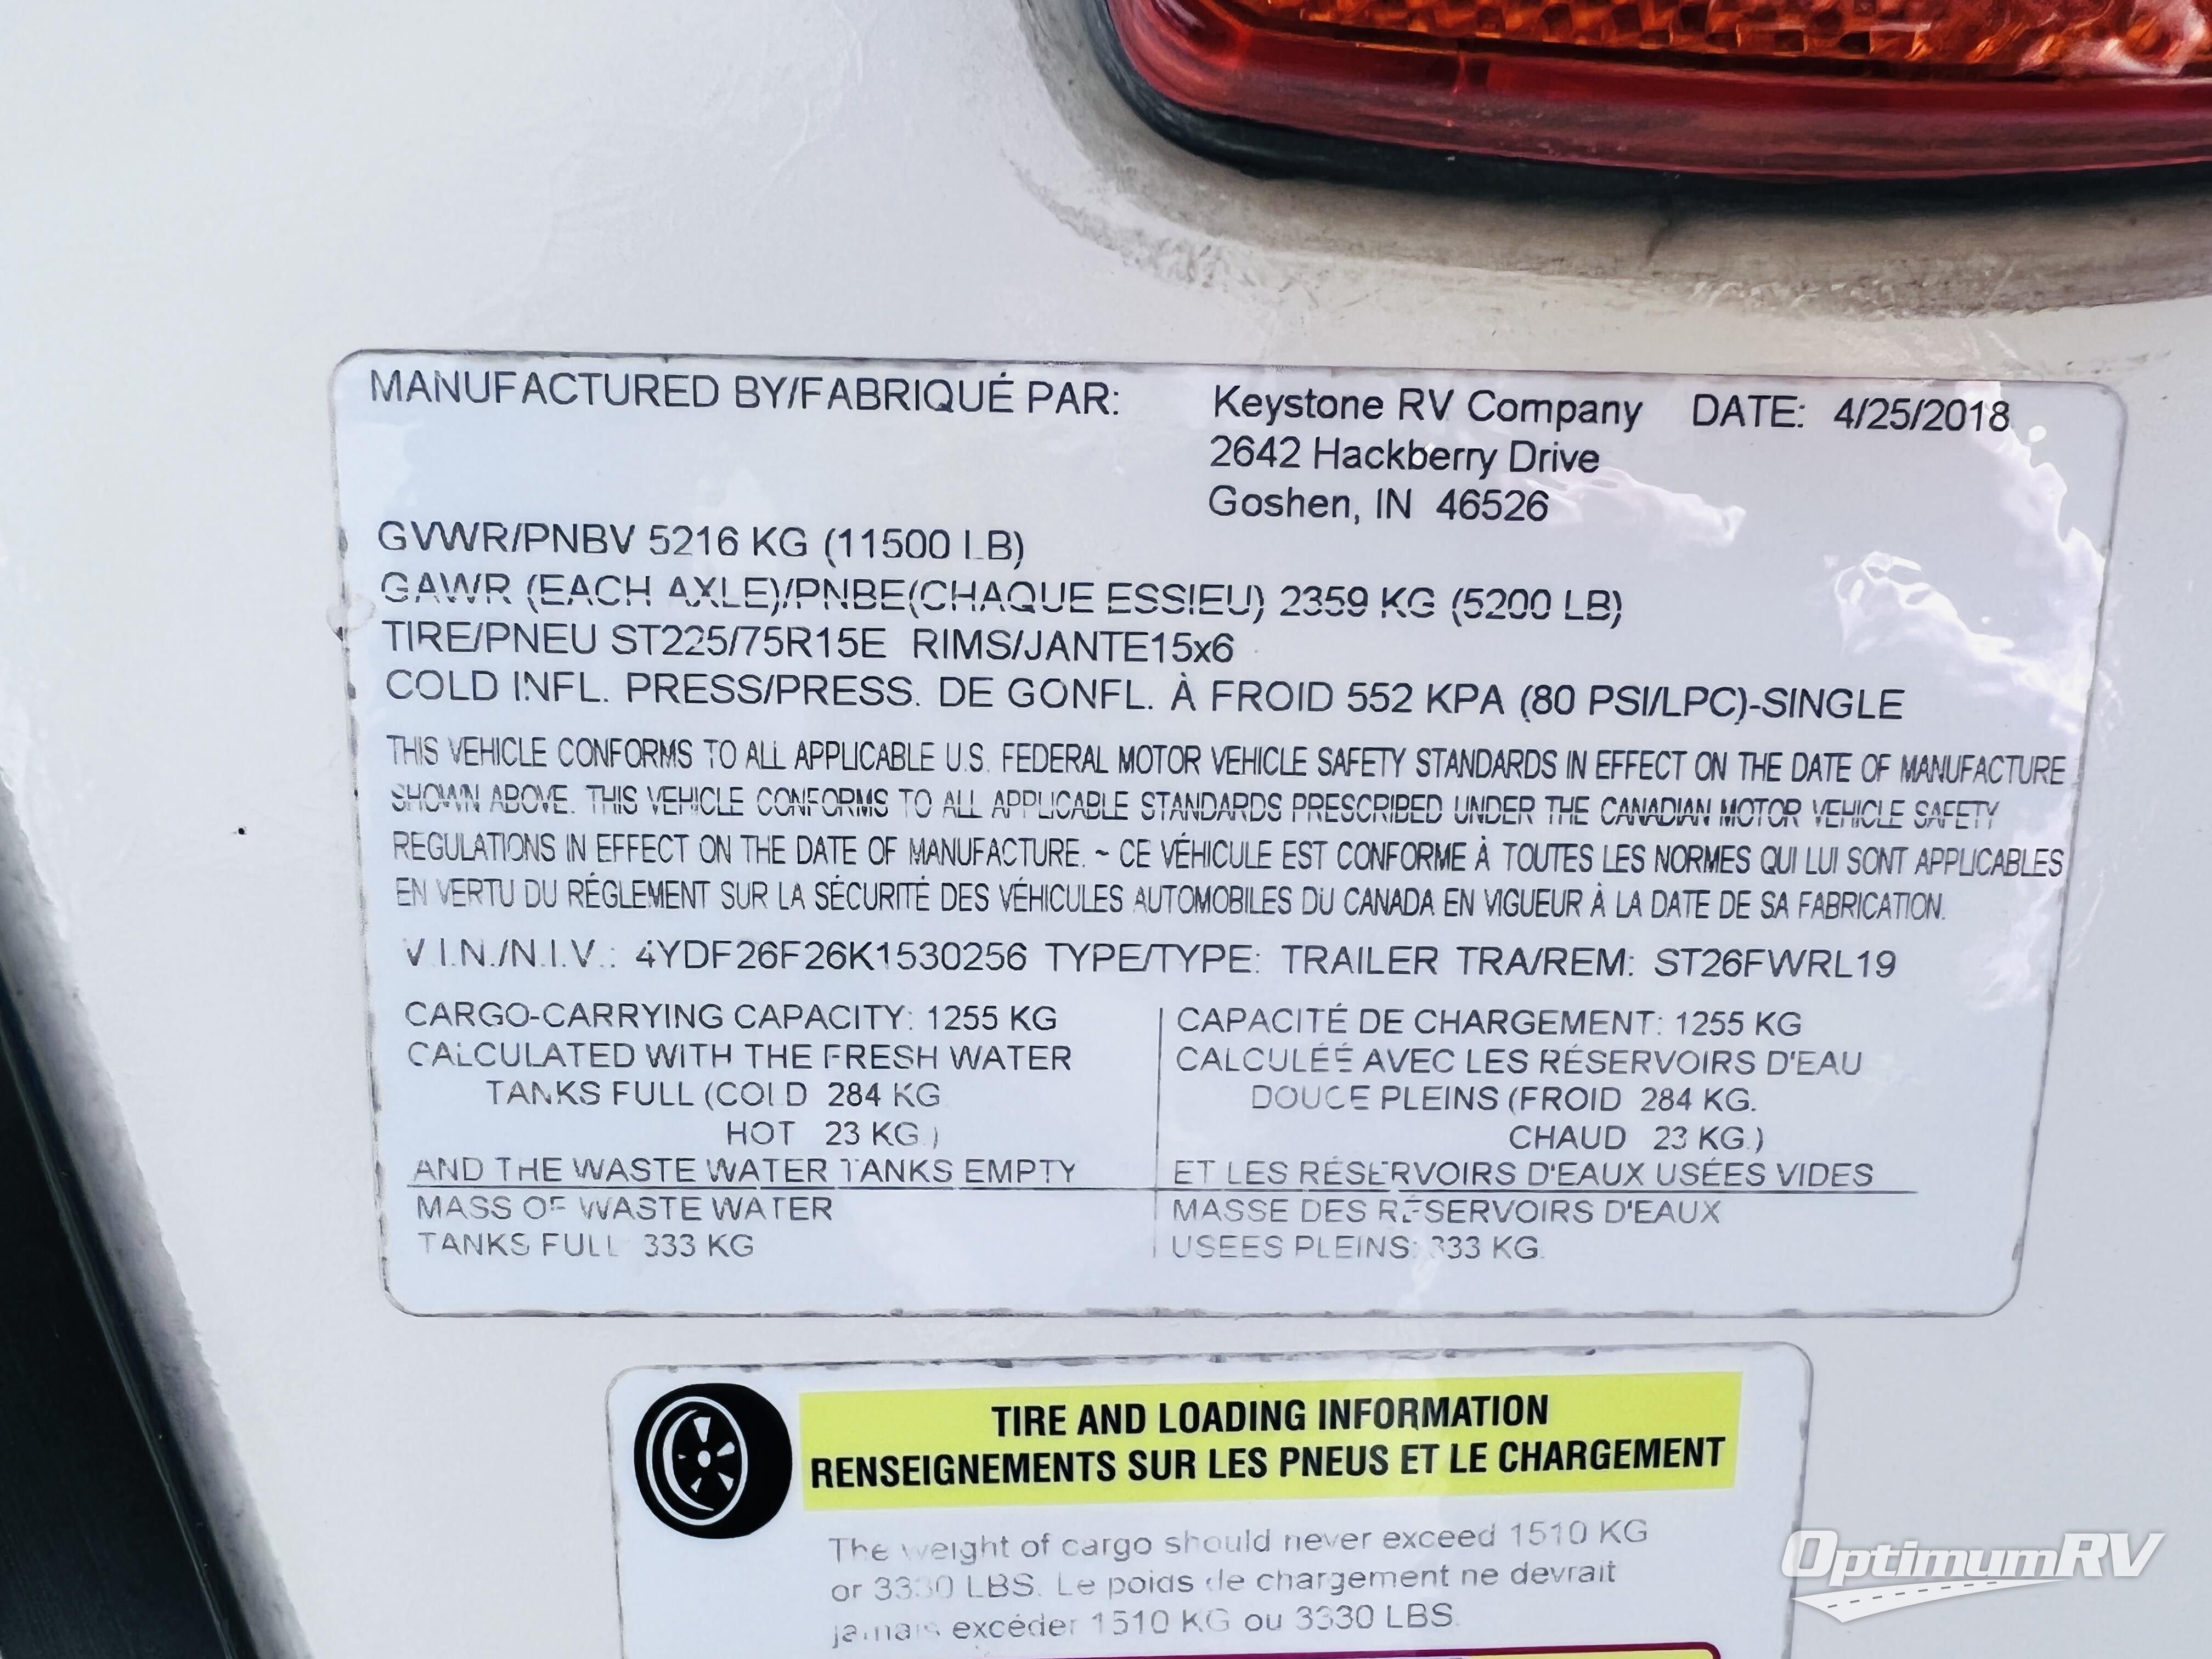 MANUFACTURED BY/FABRIQUÉ PAR: Keystone RV Company DATE: 4/25/2018
2642 Hackberry Drive
Goshen, IN 46526
GVWR/PNBV 5216 KG (11500 LB)
GAWR (EACH AXLE)/PNBE(CHAQUE ESSIEU) 2359 KG (5200 LB)
TIRE/PNEU ST225/75R15E RIMS/JANTE15x6
COLD INFL. PRESS/PRESS. DE GONFL. À FROID 552 KPA (80 PSI/LPC)-SINGLE
THIS VEHICLE CONFORMS TO ALL APPLICABLE U.S. FEDERAL MOTOR VEHICLE SAFETY STANDARDS IN EFFECT ON THE DATE OF MANUFACTURE
SHOWN ABOVE. THIS VEHICLE CONFORMS TO ALL APPLICABLE STANDARDS PRESCRIBED UNDER THE CANADIAN MOTOR VEHICLE SAFETY
REGULATIONS IN EFFECT ON THE DATE OF MANUFACTURE. ~ CE VÉHICULE EST CONFORME À TOUTES LES NORMES QUI LUI SONT APPLICABLES
EN VERTU DU RÉGLEMENT SUR LA SÉCURITÉ DES VÉHICULES AUTOMOBILES DU CANADA EN VIGUEUR À LA DATE DE SA FABRICATION.
V.I.N./N.I.V.: 4YDF26F26K1530256 TYPE/TYPE: TRAILER TRA/REM: ST26FWRL19
CARGO-CARRYING CAPACITY: 1255 KG
CALCULATED WITH THE FRESH WATER
TANKS FULL (COLD 284 KG
HOT 23 KG.)
AND THE WASTE WATER TANKS EMPTY
MASS OF WASTE WATER
TANKS FULL 333 KG
CAPACITÉ DE CHARGEMENT: 1255 KG
CALCULÉÉ AVEC LES RÉSERVOIRS D'EAU
DOUCE PLEINS (FROID 284 KG.
CHAUD 23 KG.)
ET LES RÉSERVOIRS D'EAUX USÉES VIDES
MASSE DES RÉSERVOIRS D'EAUX
USEES PLEINS: 333 KG.
TIRE AND LOADING INFORMATION
RENSEIGNEMENTS SUR LES PNEUS ET LE CHARGEMENT
The weight of cargo should never exceed 1510 KG
or 3330 LBS. Le poids de chargement ne devrait
jamais excéder 1510 KG ou 3330 LBS.
OptimumRV